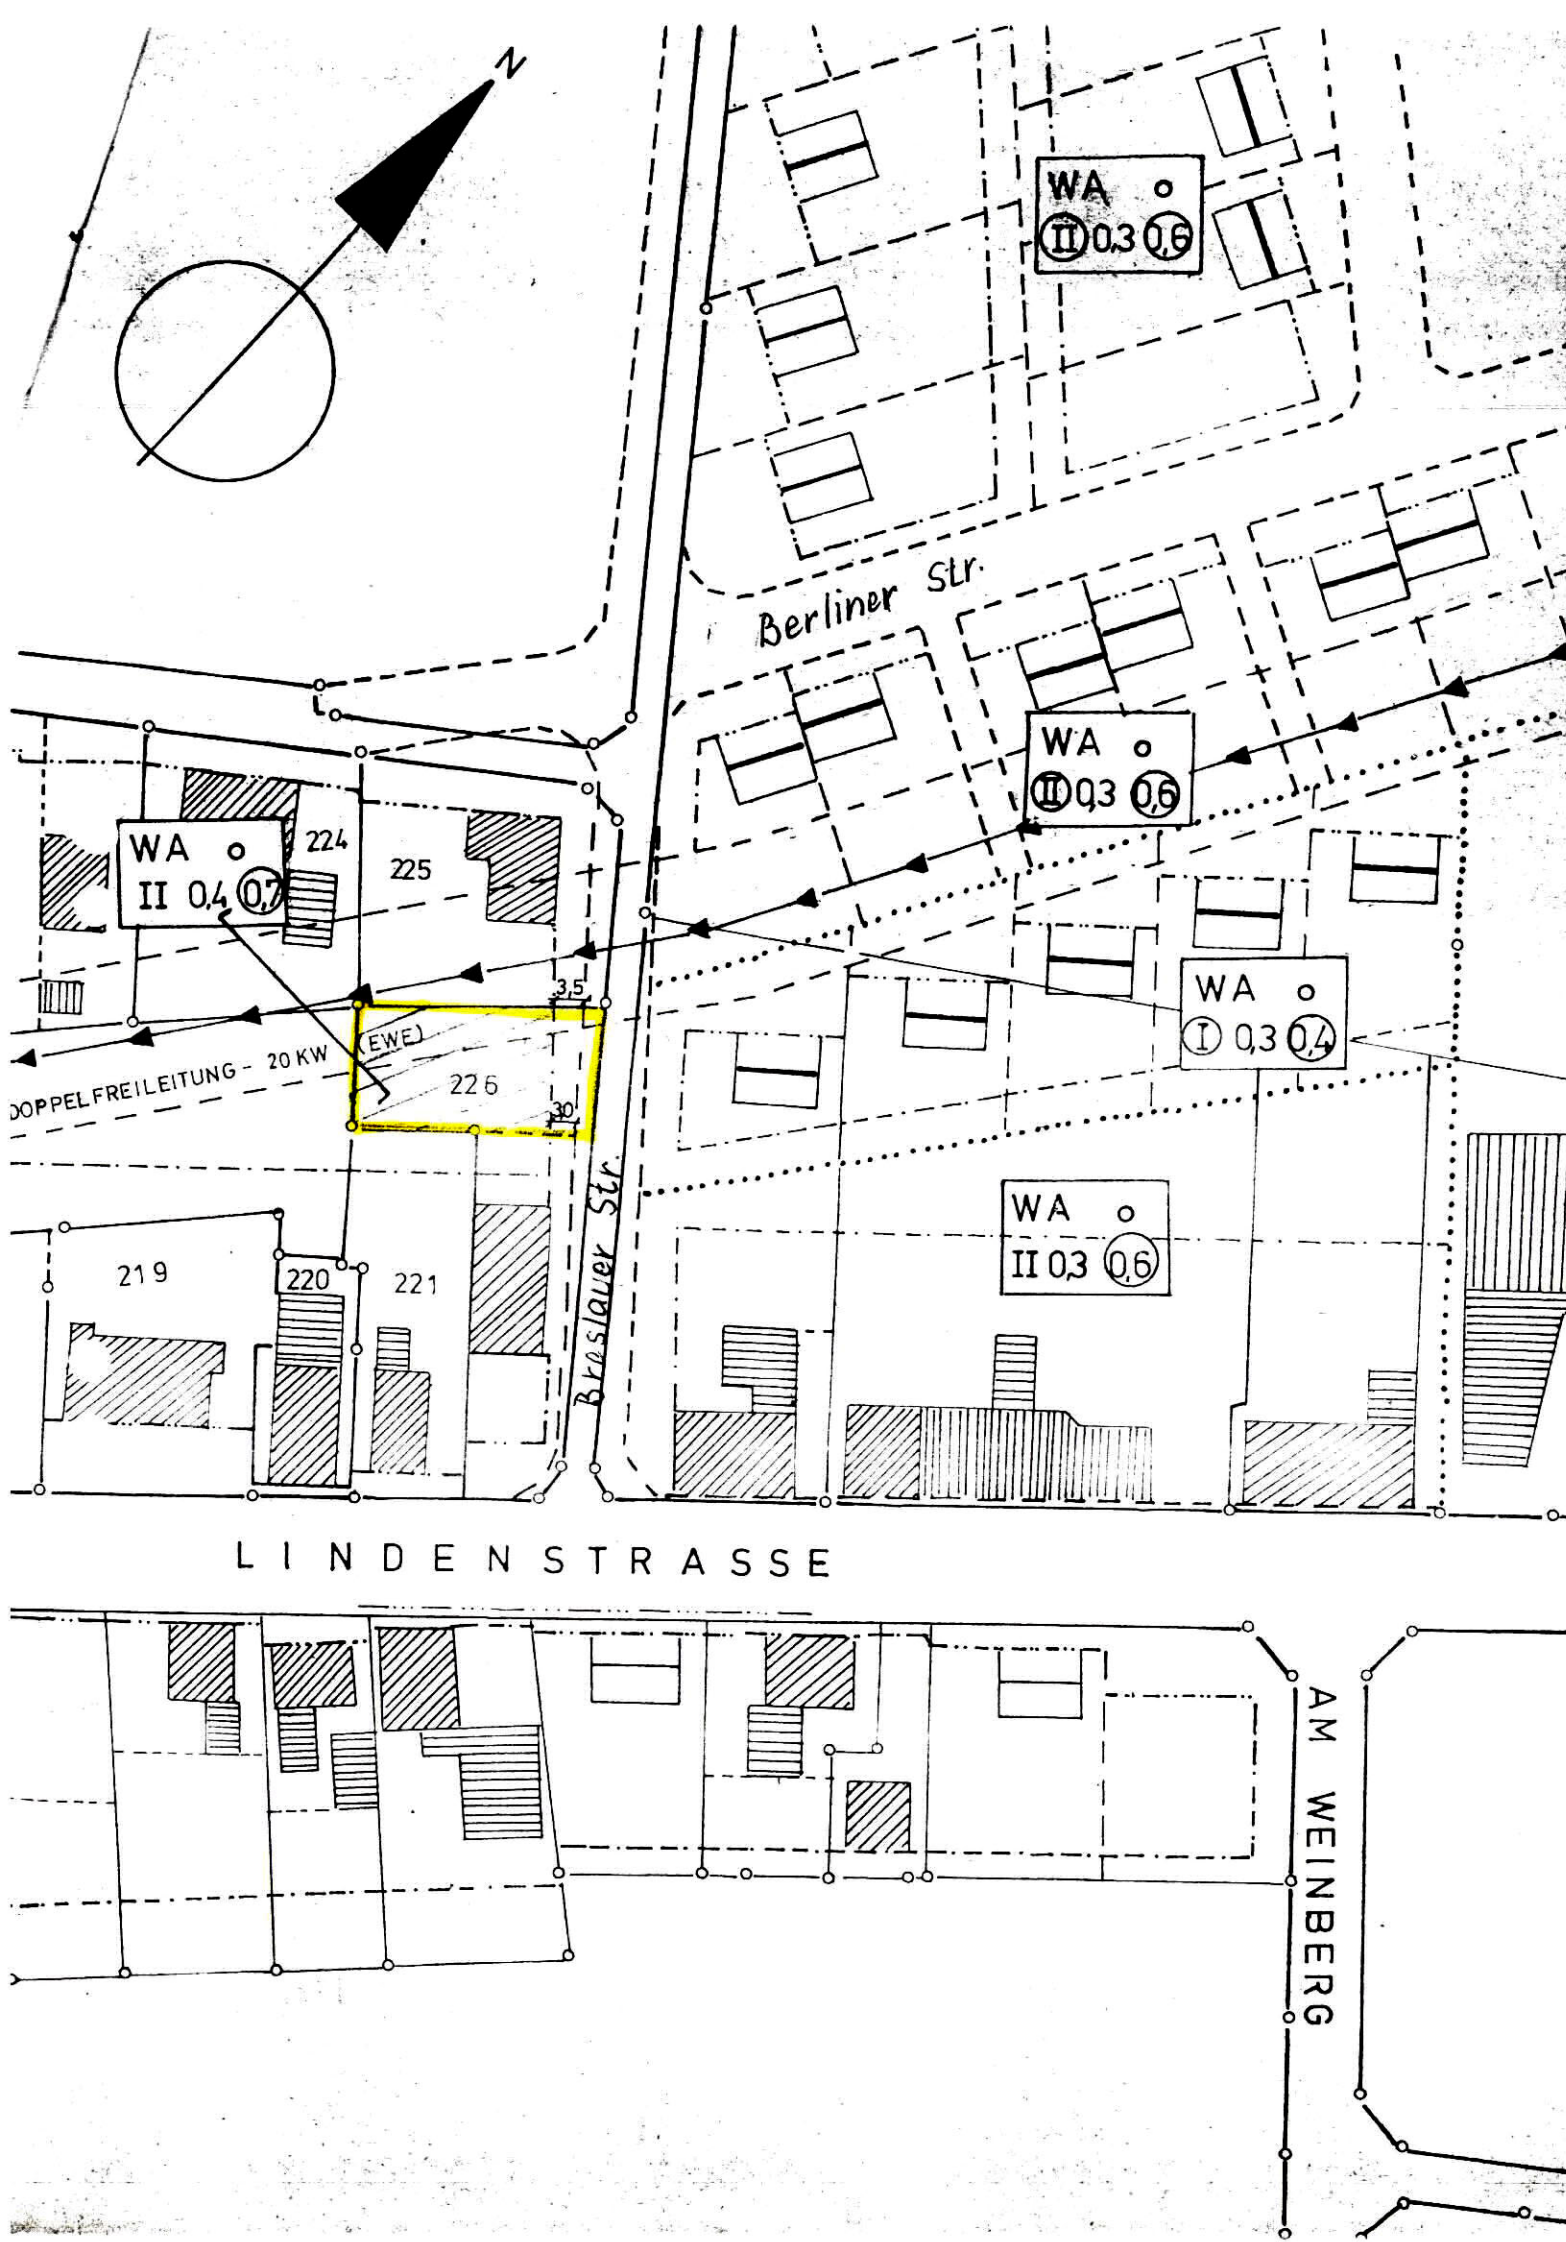 N
WA o
II 0,3 0,6
Berliner Str.
WA o
II 0,3 0,6
224
WA o
II 0,4 0,7
225
3,5
WA o
I 0,3 0,4
(EWE)
DOPPELFREILEITUNG - 20 KW
226
30
Breslauer Str.
WA o
II 0,3 0,6
219
220
221
LINDENSTRASSE
AM WEINBERG